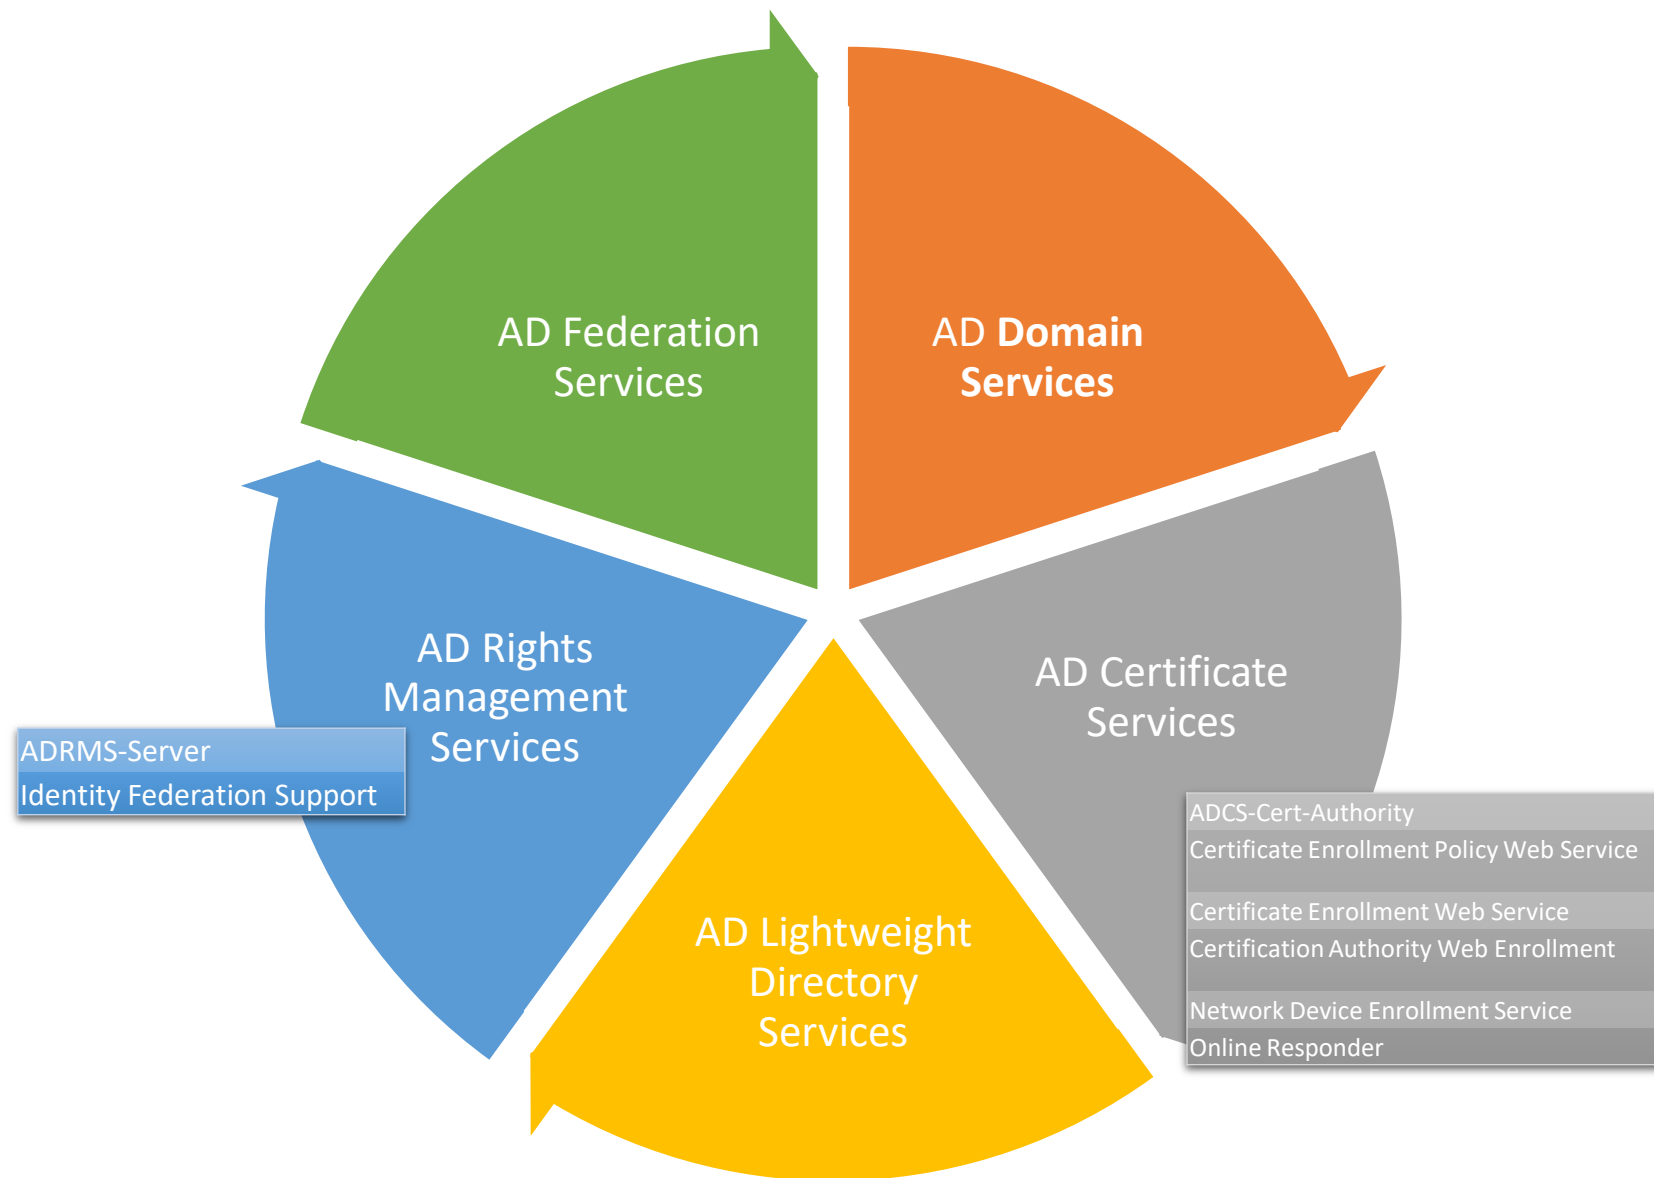 AD Federation
Services
AD Domain
Services
AD Rights
Management
Services
AD Certificate
Services
ADRMS-Server
Identity Federation Support
ADCS-Cert-Authority
Certificate Enrollment Policy Web Service
Certificate Enrollment Web Service
Certification Authority Web Enrollment
Network Device Enrollment Service
Online Responder
AD Lightweight
Directory
Services